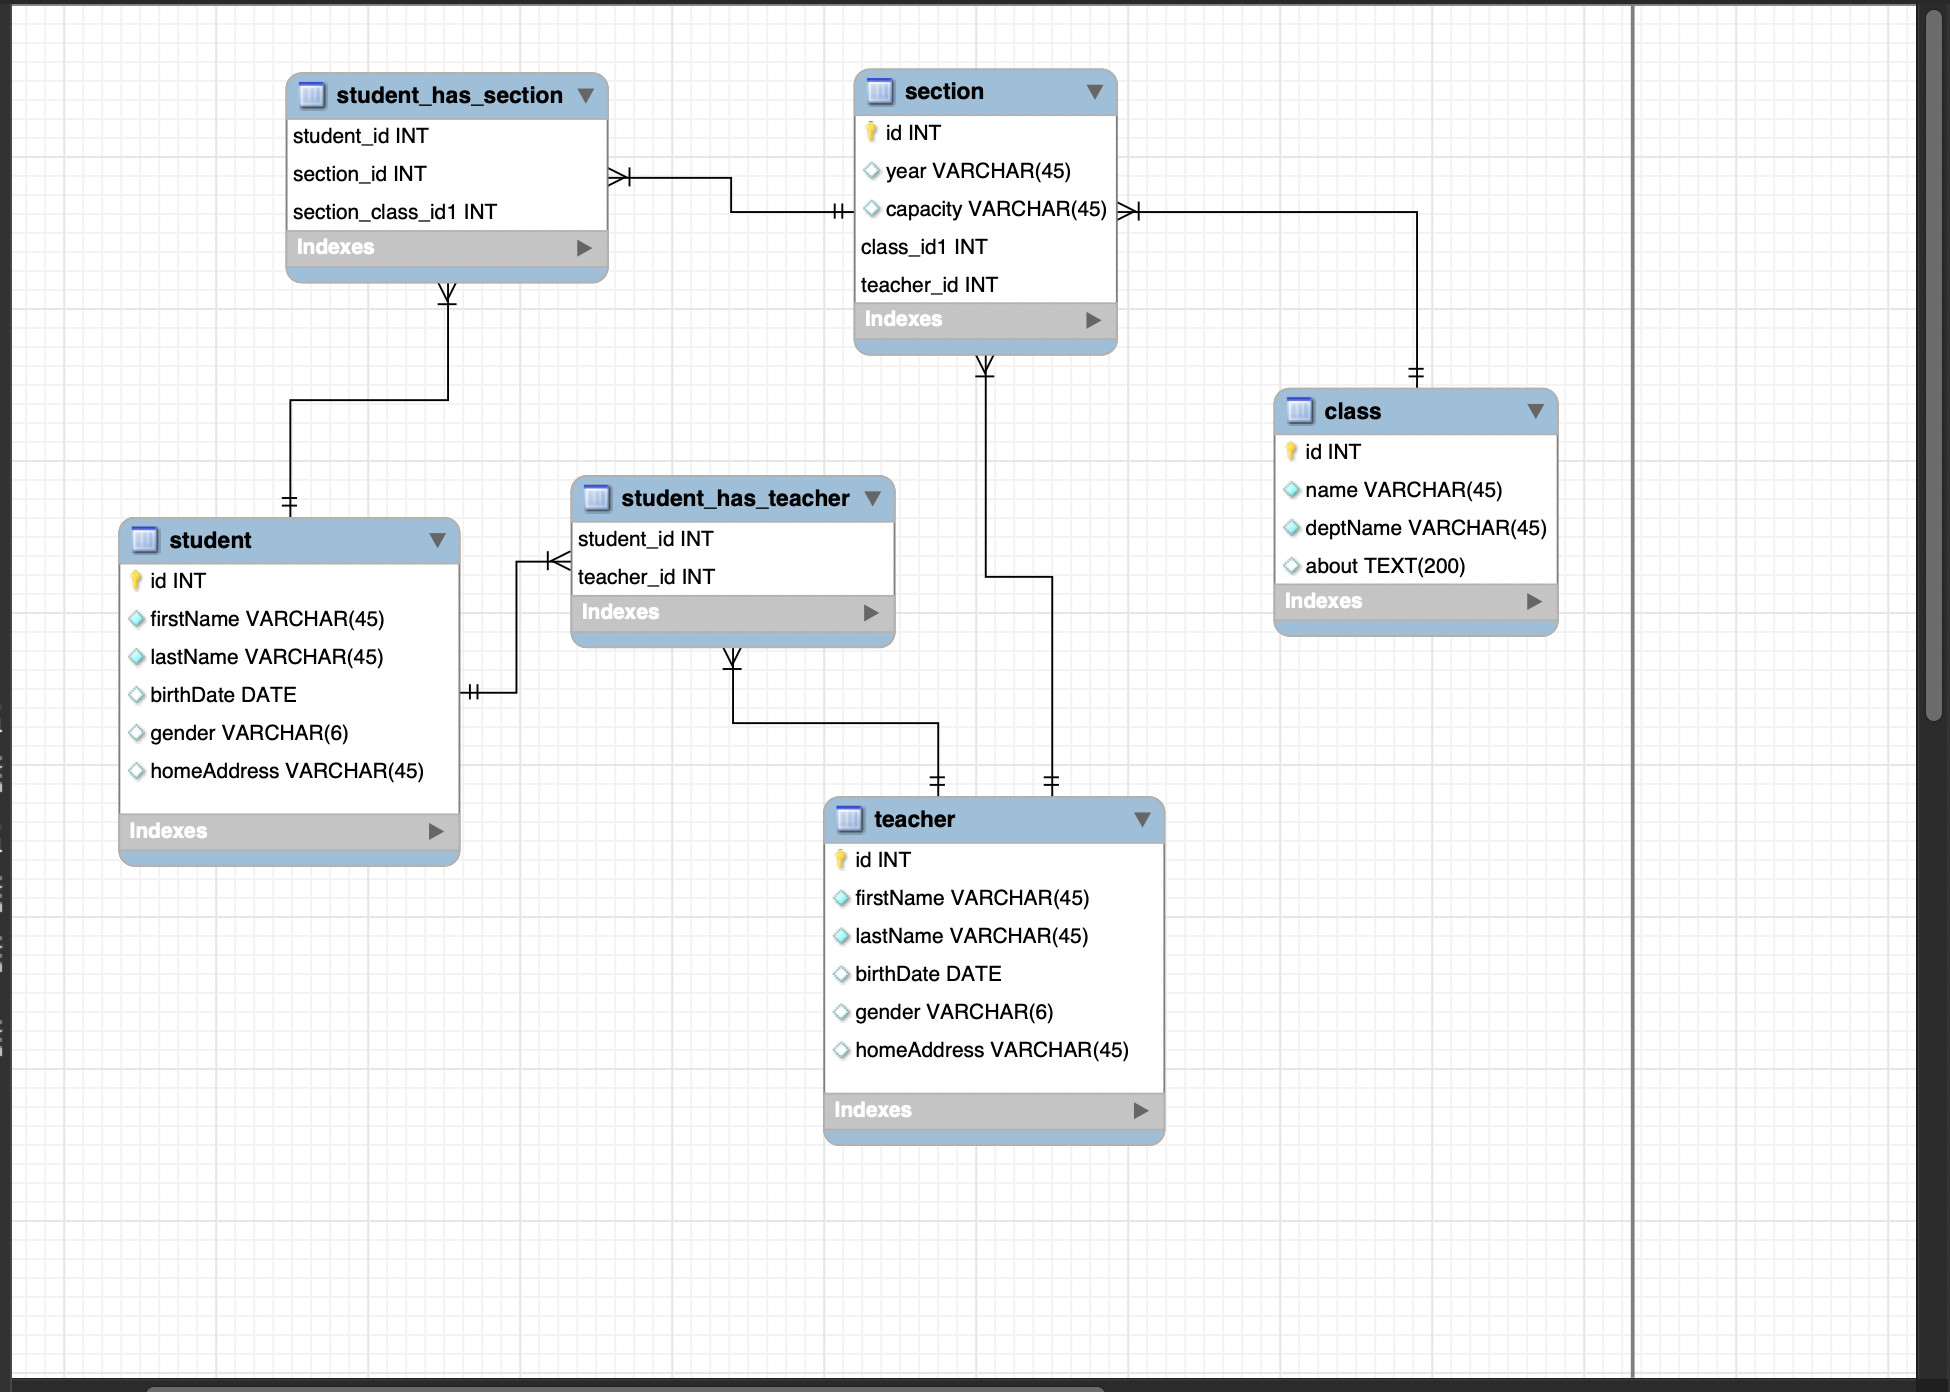 student_has_section
student_id INT
section_id INT
section_class_id1 INT
Indexes
section
id INT
year VARCHAR(45)
capacity VARCHAR(45)
class_id1 INT
teacher_id INT
Indexes
class
id INT
name VARCHAR(45)
deptName VARCHAR(45)
about TEXT(200)
Indexes
student_has_teacher
student_id INT
teacher_id INT
Indexes
student
id INT
firstName VARCHAR(45)
lastName VARCHAR(45)
birthDate DATE
gender VARCHAR(6)
homeAddress VARCHAR(45)
Indexes
teacher
id INT
firstName VARCHAR(45)
lastName VARCHAR(45)
birthDate DATE
gender VARCHAR(6)
homeAddress VARCHAR(45)
Indexes